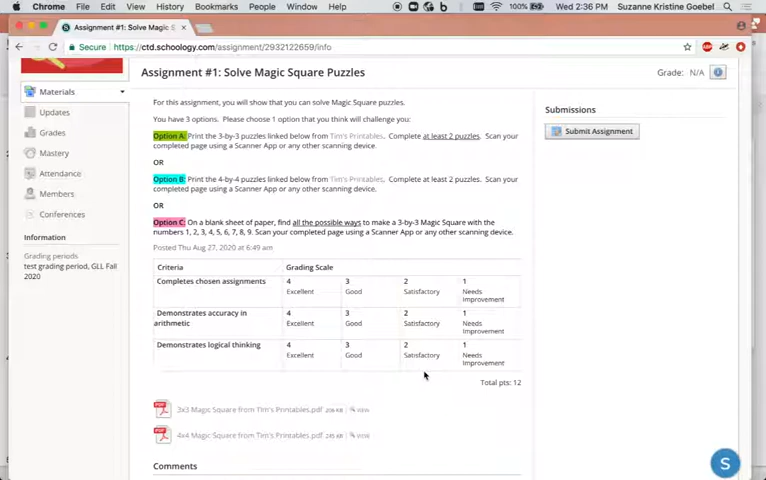 Chrome File Edit View History Bookmarks People Window Help 100% Wed 2:36 PM Suzanne Kristine Goebel
Assignment #1: Solve Magic S
Secure https://ctd.schoology.com/assignment/2932122659/info
Materials
Updates
Grades
Mastery
Attendance
Members
Conferences
Information
Grading periods
test grading period, GLL Fall
2020
Assignment #1: Solve Magic Square Puzzles
Grade: N/A
For this assignment, you will show that you can solve Magic Square puzzles.
You have 3 options. Please choose 1 option that you think will challenge you:
Option A: Print the 3-by-3 puzzles linked below from Tim's Printables. Complete at least 2 puzzles. Scan your
completed page using a Scanner App or any other scanning device.
OR
Option B: Print the 4-by-4 puzzles linked below from Tim's Printables. Complete at least 2 puzzles. Scan your
completed page using a Scanner App or any other scanning device.
OR
Option C: On a blank sheet of paper, find all the possible ways to make a 3-by-3 Magic Square with the
numbers 1, 2, 3, 4, 5, 6, 7, 8, 9. Scan your completed page using a Scanner App or any other scanning device.
Posted Thu Aug 27, 2020 at 6:49 am
Criteria Grading Scale
Completes chosen assignments 4 3 2 1
Excellent Good Satisfactory Needs
Improvement
Demonstrates accuracy in 4 3 2 1
arithmetic Excellent Good Satisfactory Needs
Improvement
Demonstrates logical thinking 4 3 2 1
Excellent Good Satisfactory Needs
Improvement
Total pts: 12
3x3 Magic Square from Tim's Printables.pdf VIEW
4x4 Magic Square from Tim's Printables.pdf VIEW
Comments
Submissions
Submit Assignment
S